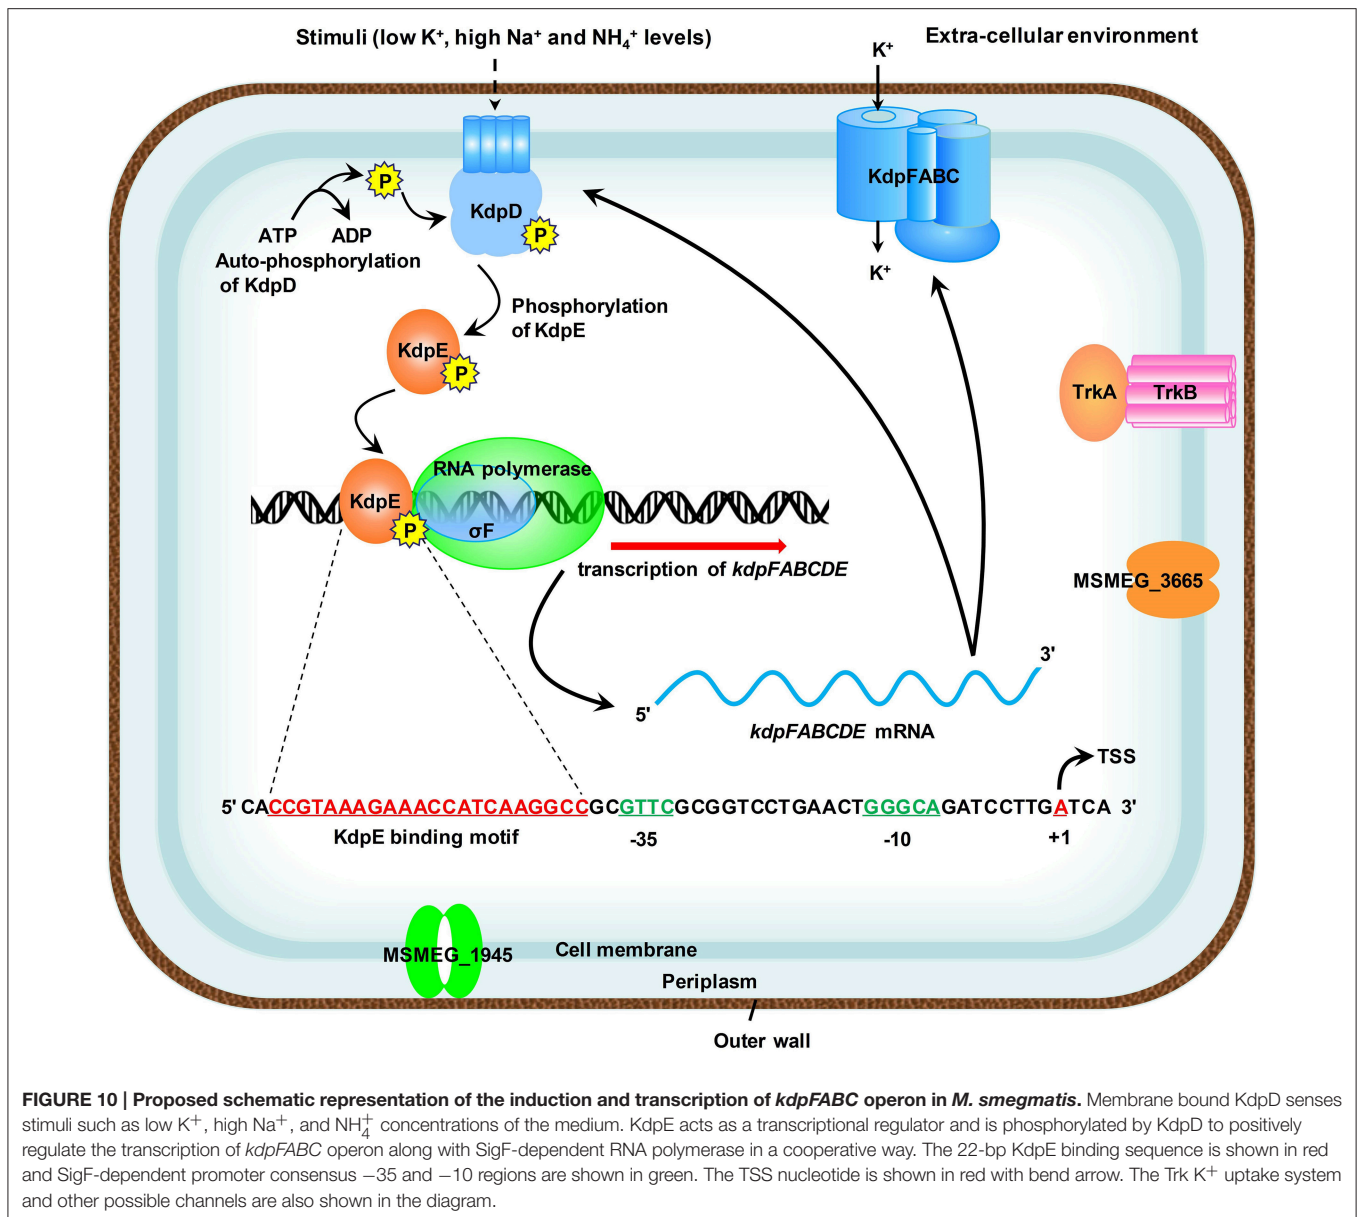 Stimuli (low K⁺, high Na⁺ and NH₄⁺ levels)
Extra-cellular environment
K⁺
KdpFABC
K⁺
P
KdpD
P
ATP ADP
Auto-phosphorylation
of KdpD
Phosphorylation
of KdpE
KdpE
P
TrkA TrkB
RNA polymerase
KdpE
P
σF
transcription of kdpFABCDE
MSMEG_3665
3'
5'
kdpFABCDE mRNA
TSS
5' CACCGTAAAGAAACCATCAAGGCCGCGTTCGCGGTCCTGAACTGGGCAGATCCTTGATCA 3'
KdpE binding motif -35 -10 +1
MSMEG_1945
Cell membrane
Periplasm
Outer wall
FIGURE 10 | Proposed schematic representation of the induction and transcription of kdpFABC operon in M. smegmatis. Membrane bound KdpD senses
stimuli such as low K⁺, high Na⁺, and NH₄⁺ concentrations of the medium. KdpE acts as a transcriptional regulator and is phosphorylated by KdpD to positively
regulate the transcription of kdpFABC operon along with SigF-dependent RNA polymerase in a cooperative way. The 22-bp KdpE binding sequence is shown in red
and SigF-dependent promoter consensus −35 and −10 regions are shown in green. The TSS nucleotide is shown in red with bend arrow. The Trk K⁺ uptake system
and other possible channels are also shown in the diagram.